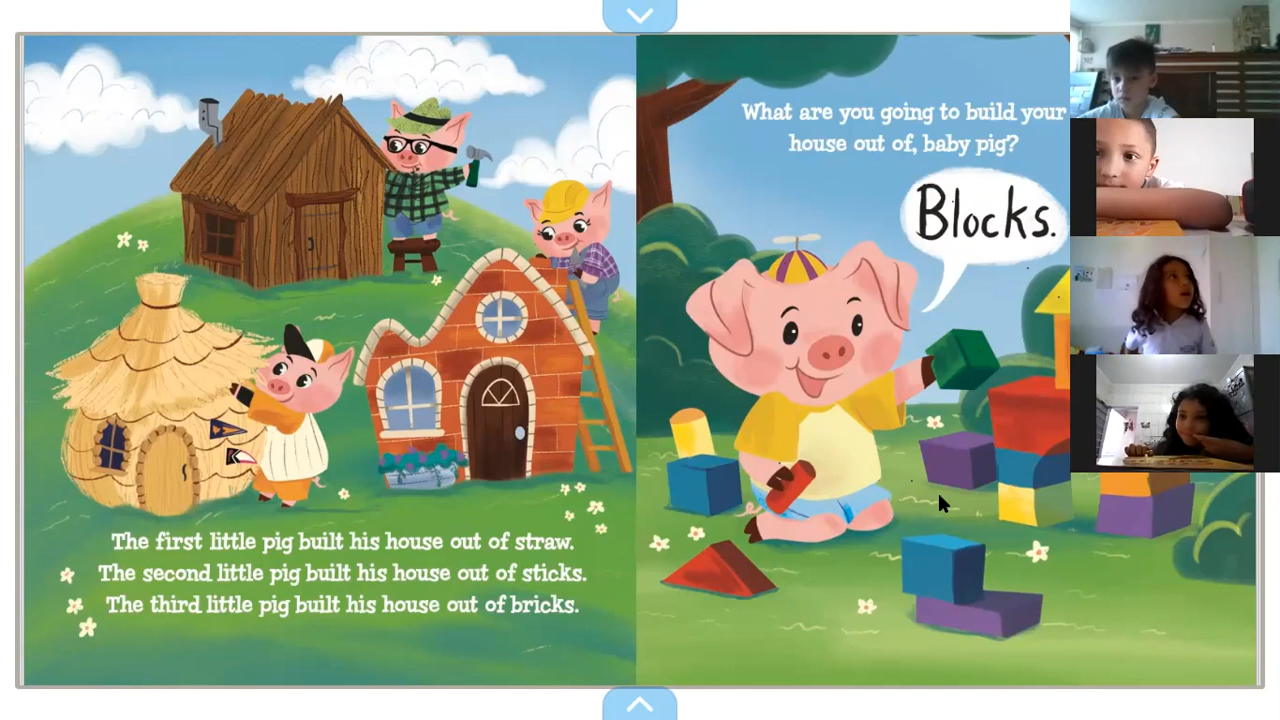 The first little pig built his house out of straw.
The second little pig built his house out of sticks.
The third little pig built his house out of bricks.
What are you going to build your
house out of, baby pig?
Blocks.